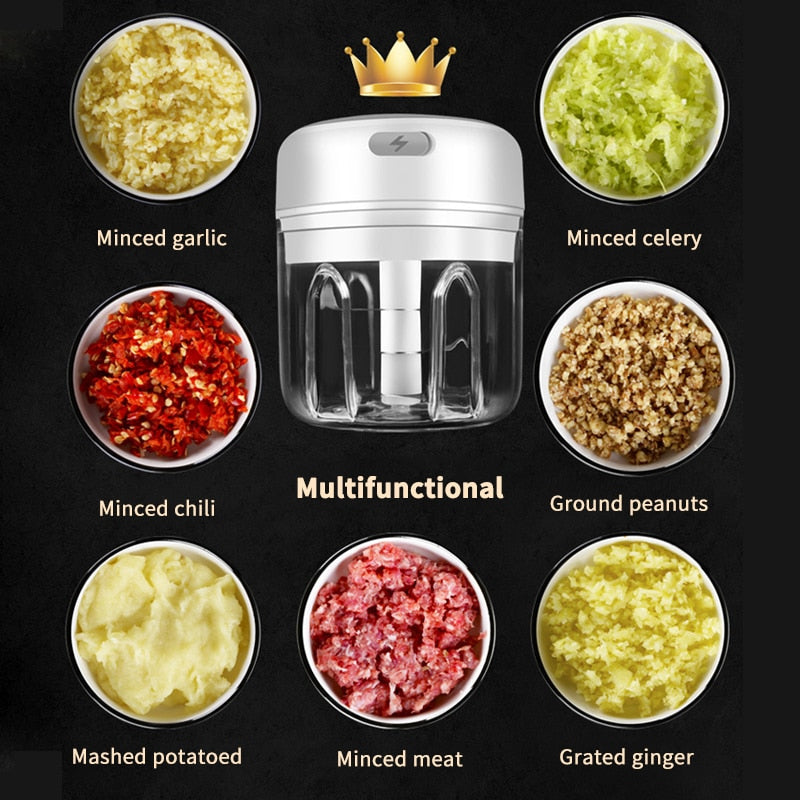 Minced garlic
Minced celery
Minced chili
Multifunctional
Ground peanuts
Mashed potatoed
Minced meat
Grated ginger